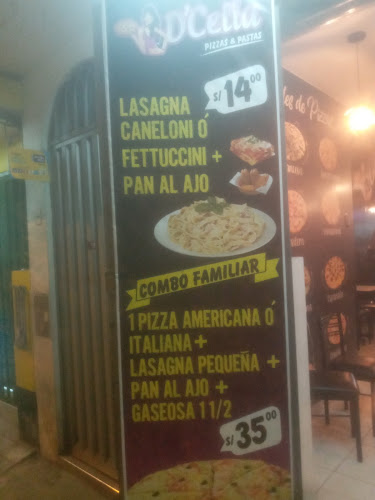 D'Cella
PIZZAS & PASTAS
S/ 14.00
LASAGNA
CANELONI Ó
FETTUCCINI +
PAN AL AJO
COMBO FAMILIAR
1 PIZZA AMERICANA Ó
ITALIANA +
LASAGNA PEQUEÑA +
PAN AL AJO +
GASEOSA 1 1/2
S/ 35.00